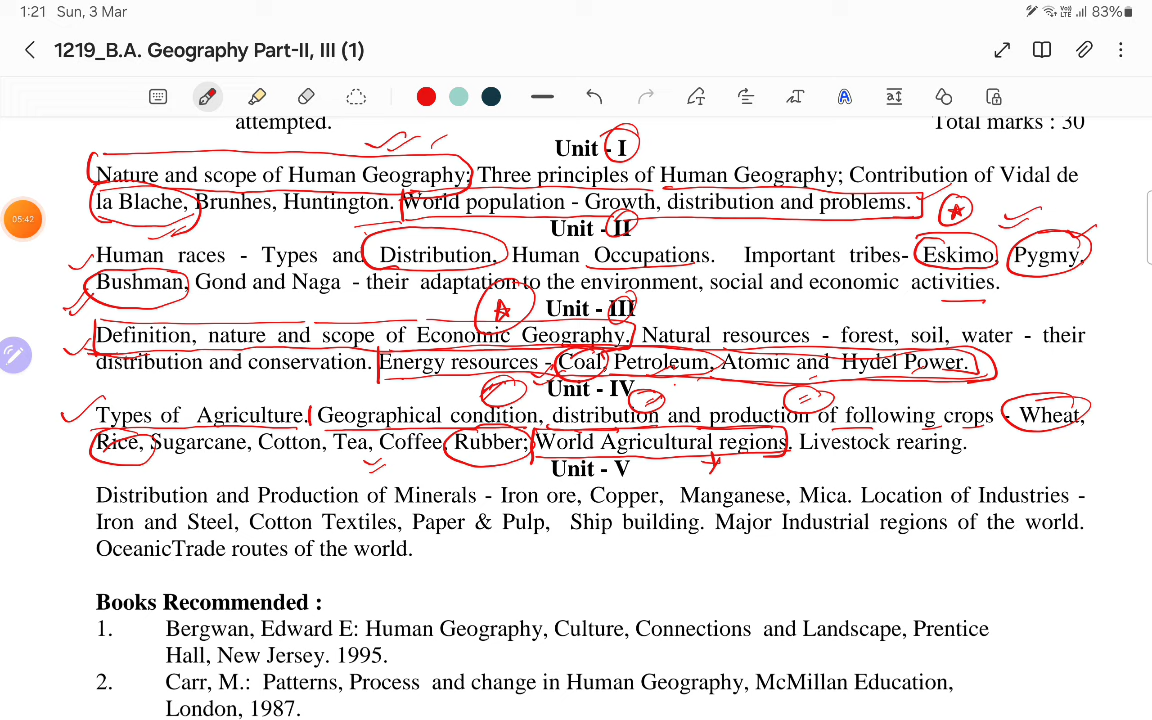 1:21 Sun, 3 Mar
Vo)) LTE 83%
1219_B.A. Geography Part-II, III (1)
attempted. Total marks : 30
Unit - I
Nature and scope of Human Geography; Three principles of Human Geography; Contribution of Vidal de
la Blache, Brunhes, Huntington. World population - Growth, distribution and problems.
05:42
Unit - II
Human races - Types and Distribution, Human Occupations. Important tribes- Eskimo, Pygmy,
Bushman, Gond and Naga - their adaptation to the environment, social and economic activities.
Unit - III
Definition, nature and scope of Economic Geography. Natural resources - forest, soil, water - their
distribution and conservation. Energy resources - Coal, Petroleum, Atomic and Hydel Power.
Unit - IV
Types of Agriculture. Geographical condition, distribution and production of following crops - Wheat,
Rice, Sugarcane, Cotton, Tea, Coffee, Rubber; World Agricultural regions. Livestock rearing.
Unit - V
Distribution and Production of Minerals - Iron ore, Copper, Manganese, Mica. Location of Industries -
Iron and Steel, Cotton Textiles, Paper & Pulp, Ship building. Major Industrial regions of the world.
OceanicTrade routes of the world.
Books Recommended :
1. Bergwan, Edward E: Human Geography, Culture, Connections and Landscape, Prentice
Hall, New Jersey. 1995.
2. Carr, M.: Patterns, Process and change in Human Geography, McMillan Education,
London, 1987.